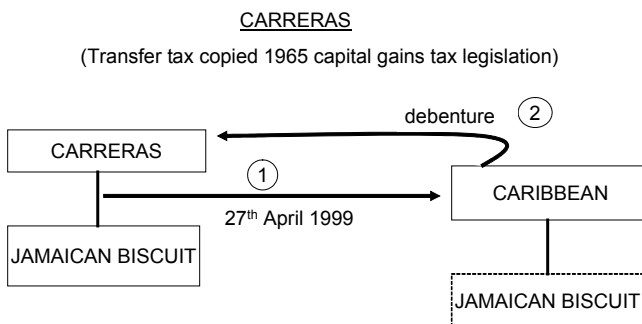 CARRERAS
(Transfer tax copied 1965 capital gains tax legislation)
debenture
2
CARRERAS
1
CARIBBEAN
27th April 1999
JAMAICAN BISCUIT
JAMAICAN BISCUIT